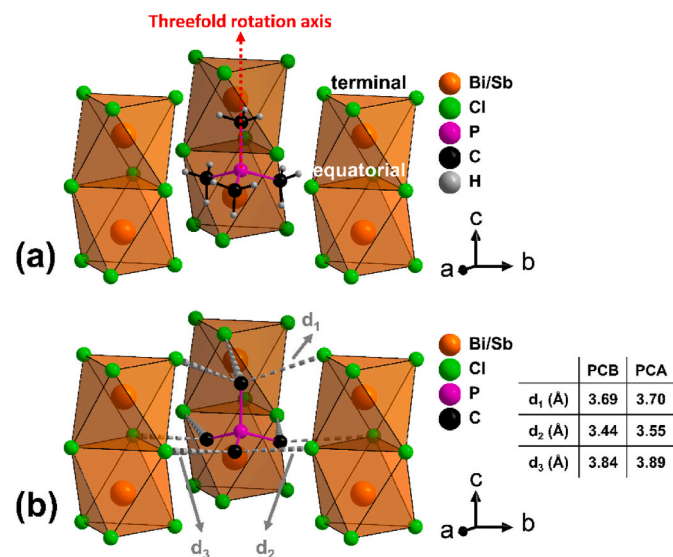 Threefold rotation axis
terminal
equatorial
Bi/Sb
Cl
P
C
H
(a)
c
a
b
d₁
Bi/Sb
Cl
P
C
PCB PCA
d₁ (Å) 3.69 3.70
d₂ (Å) 3.44 3.55
d₃ (Å) 3.84 3.89
(b)
c
a
b
d₃
d₂